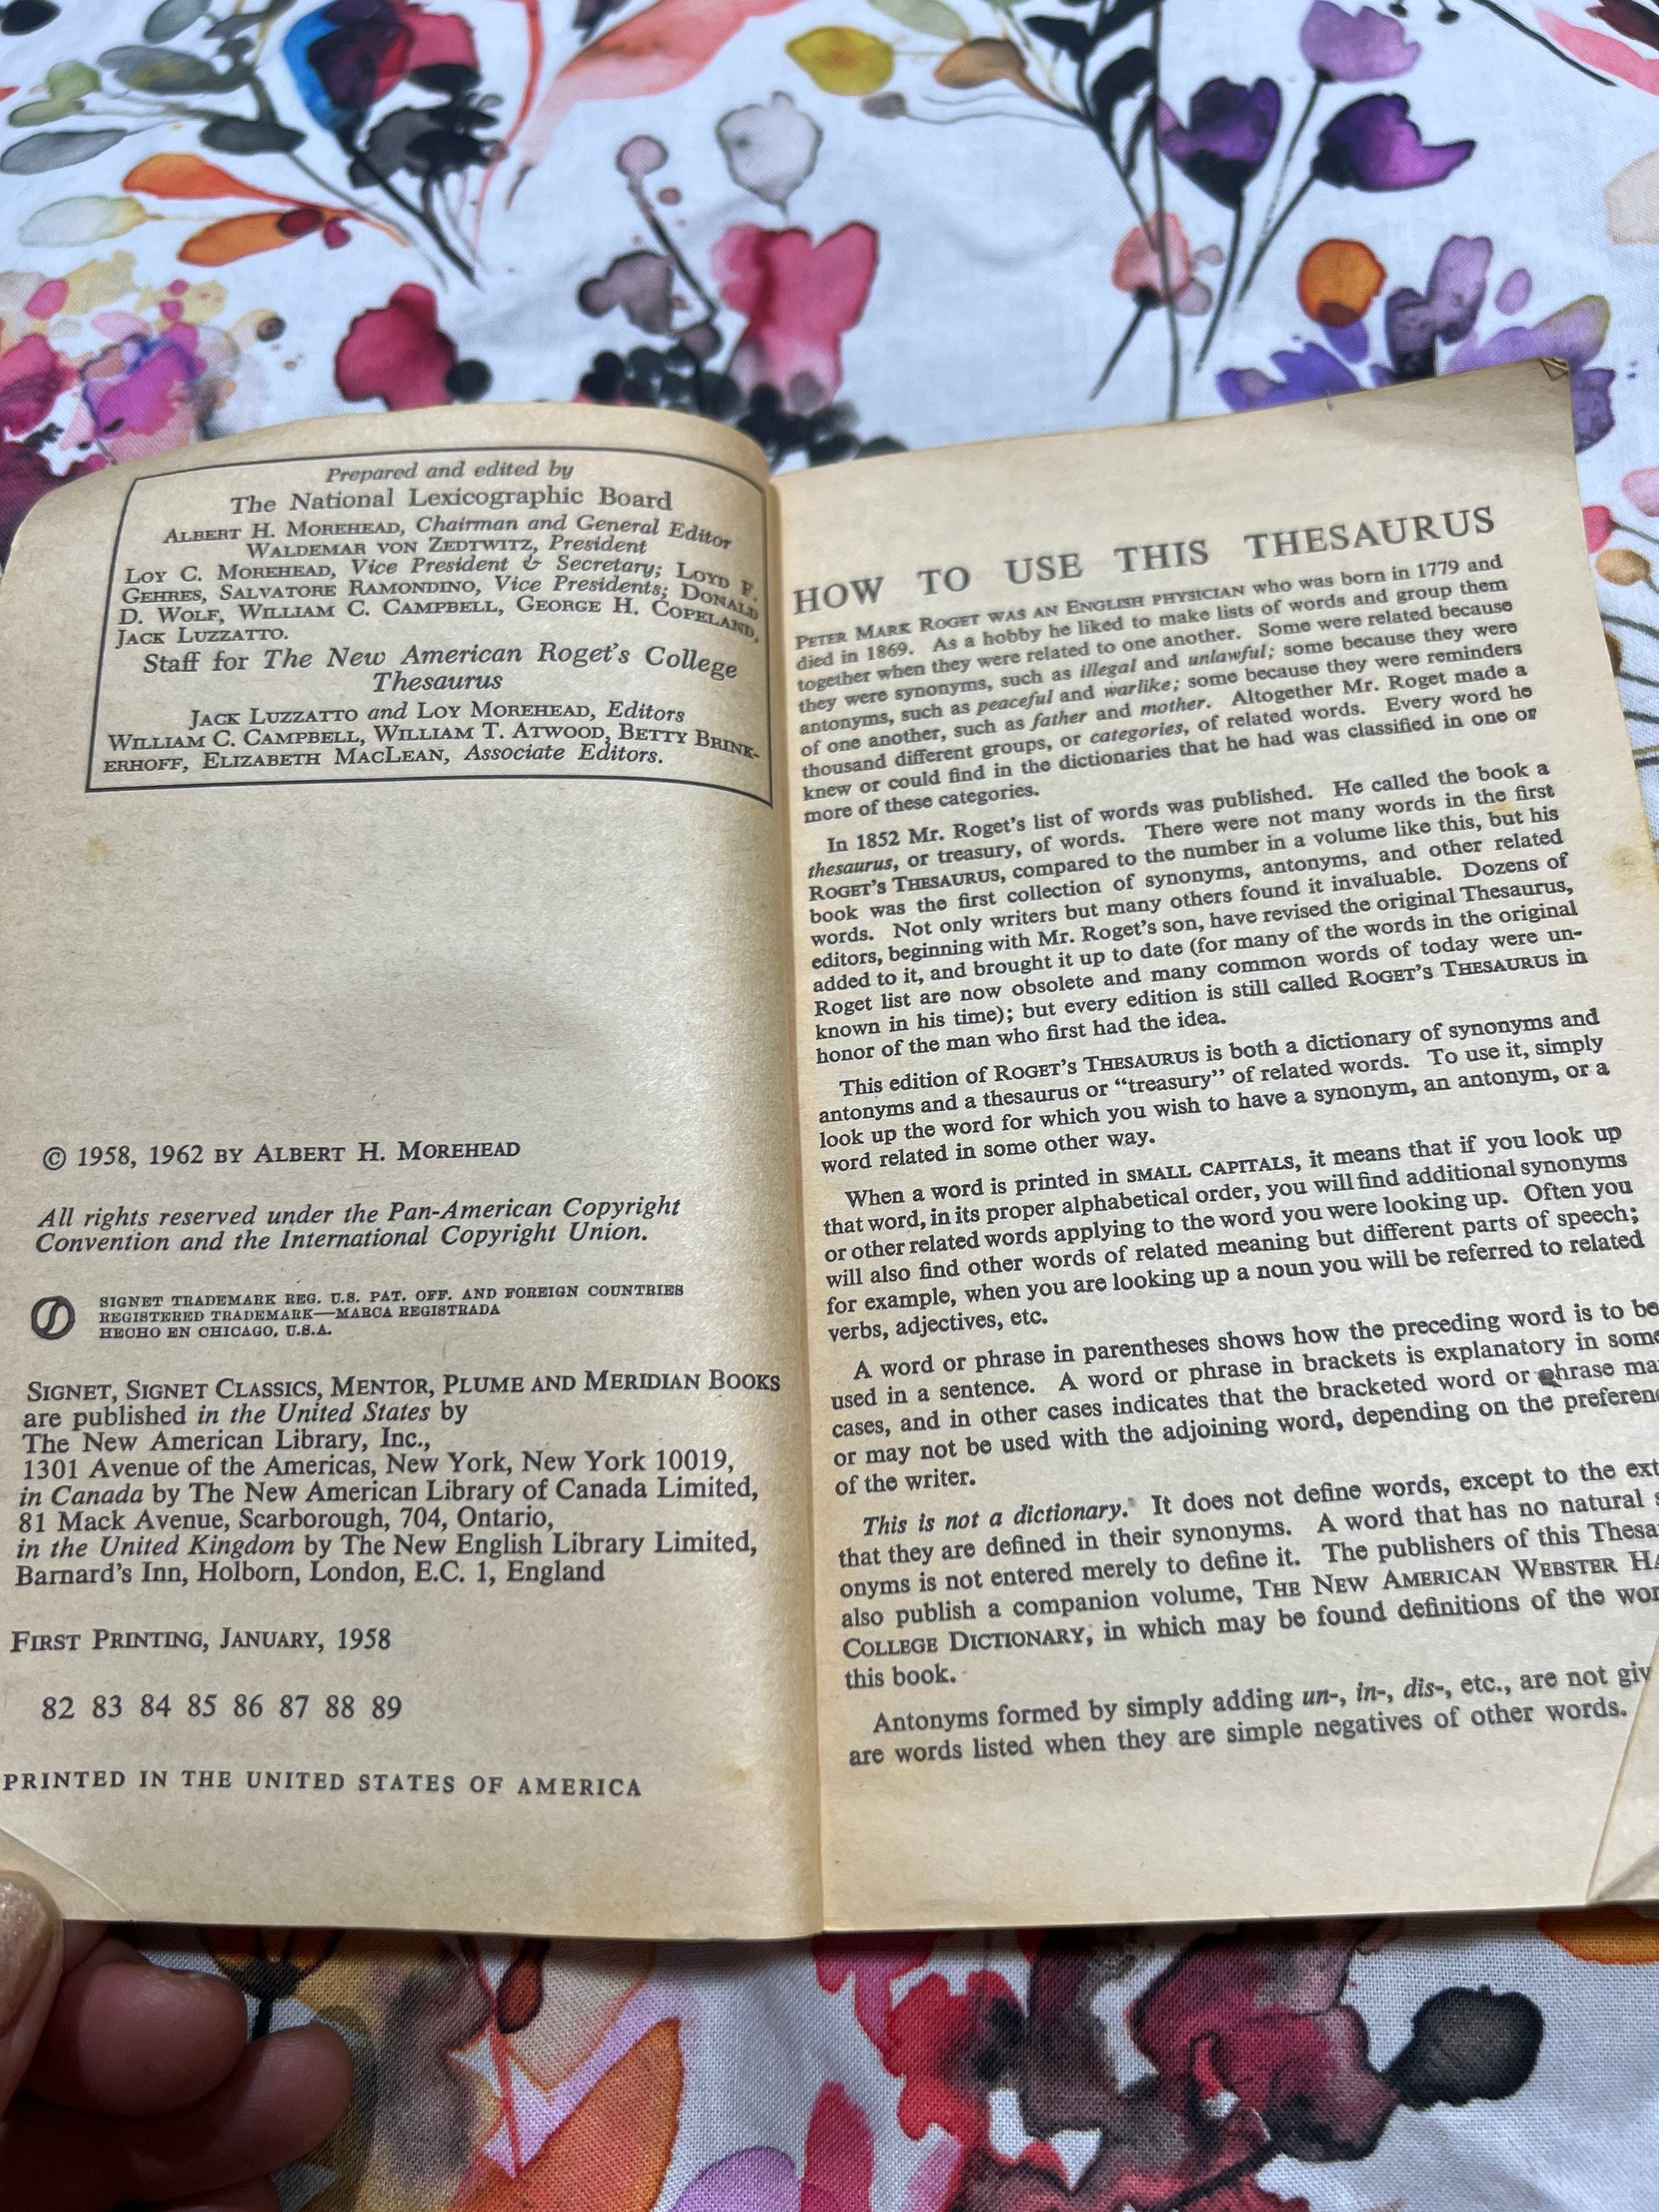 Prepared and edited by
The National Lexicographic Board
ALBERT H. MOREHEAD, Chairman and General Editor
WALDEMAR VON ZEDTWITZ, President
LOY C. MOREHEAD, Vice President & Secretary; LOYD F.
GEHRES, SALVATORE RAMONDINO, Vice Presidents; DONALD
D. WOLF, WILLIAM C. CAMPBELL, GEORGE H. COPELAND,
JACK LUZZATTO.
Staff for The New American Roget's College
Thesaurus
JACK LUZZATTO and LOY MOREHEAD, Editors
WILLIAM C. CAMPBELL, WILLIAM T. ATWOOD, BETTY BRINK-
ERHOFF, ELIZABETH MACLEAN, Associate Editors.
© 1958, 1962 BY ALBERT H. MOREHEAD
All rights reserved under the Pan-American Copyright
Convention and the International Copyright Union.
SIGNET TRADEMARK REG. U.S. PAT. OFF. AND FOREIGN COUNTRIES
REGISTERED TRADEMARK—MARCA REGISTRADA
HECHO EN CHICAGO, U.S.A.
SIGNET, SIGNET CLASSICS, MENTOR, PLUME AND MERIDIAN BOOKS
are published in the United States by
The New American Library, Inc.,
1301 Avenue of the Americas, New York, New York 10019,
in Canada by The New American Library of Canada Limited,
81 Mack Avenue, Scarborough, 704, Ontario,
in the United Kingdom by The New English Library Limited,
Barnard's Inn, Holborn, London, E.C. 1, England
FIRST PRINTING, JANUARY, 1958
82 83 84 85 86 87 88 89
PRINTED IN THE UNITED STATES OF AMERICA
HOW TO USE THIS THESAURUS
PETER MARK ROGET WAS AN ENGLISH PHYSICIAN who was born in 1779 and
died in 1869. As a hobby he liked to make lists of words and group them
together when they were related to one another. Some were related because
they were synonyms, such as illegal and unlawful; some because they were
antonyms, such as peaceful and warlike; some because they were reminders
of one another, such as father and mother. Altogether Mr. Roget made a
thousand different groups, or categories, of related words. Every word he
knew or could find in the dictionaries that he had was classified in one or
more of these categories.
In 1852 Mr. Roget's list of words was published. He called the book a
thesaurus, or treasury, of words. There were not many words in the first
ROGET'S THESAURUS, compared to the number in a volume like this, but his
book was the first collection of synonyms, antonyms, and other related
words. Not only writers but many others found it invaluable. Dozens of
editors, beginning with Mr. Roget's son, have revised the original Thesaurus,
added to it, and brought it up to date (for many of the words in the original
Roget list are now obsolete and many common words of today were un-
known in his time); but every edition is still called ROGET'S THESAURUS in
honor of the man who first had the idea.
This edition of ROGET'S THESAURUS is both a dictionary of synonyms and
antonyms and a thesaurus or "treasury" of related words. To use it, simply
look up the word for which you wish to have a synonym, an antonym, or a
word related in some other way.
When a word is printed in SMALL CAPITALS, it means that if you look up
that word, in its proper alphabetical order, you will find additional synonyms
or other related words applying to the word you were looking up. Often you
will also find other words of related meaning but different parts of speech;
for example, when you are looking up a noun you will be referred to related
verbs, adjectives, etc.
A word or phrase in parentheses shows how the preceding word is to be
used in a sentence. A word or phrase in brackets is explanatory in some
cases, and in other cases indicates that the bracketed word or phrase ma
or may not be used with the adjoining word, depending on the preferenc
of the writer.
This is not a dictionary. It does not define words, except to the ext
that they are defined in their synonyms. A word that has no natural s
onyms is not entered merely to define it. The publishers of this Thesa
also publish a companion volume, THE NEW AMERICAN WEBSTER HA
COLLEGE DICTIONARY, in which may be found definitions of the wor
this book.
Antonyms formed by simply adding un-, in-, dis-, etc., are not giv
are words listed when they are simple negatives of other words.